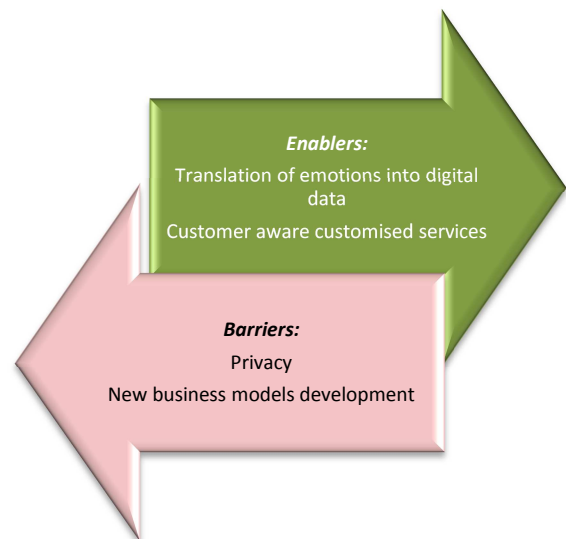 Enablers:
Translation of emotions into digital
data
Customer aware customised services
Barriers:
Privacy
New business models development